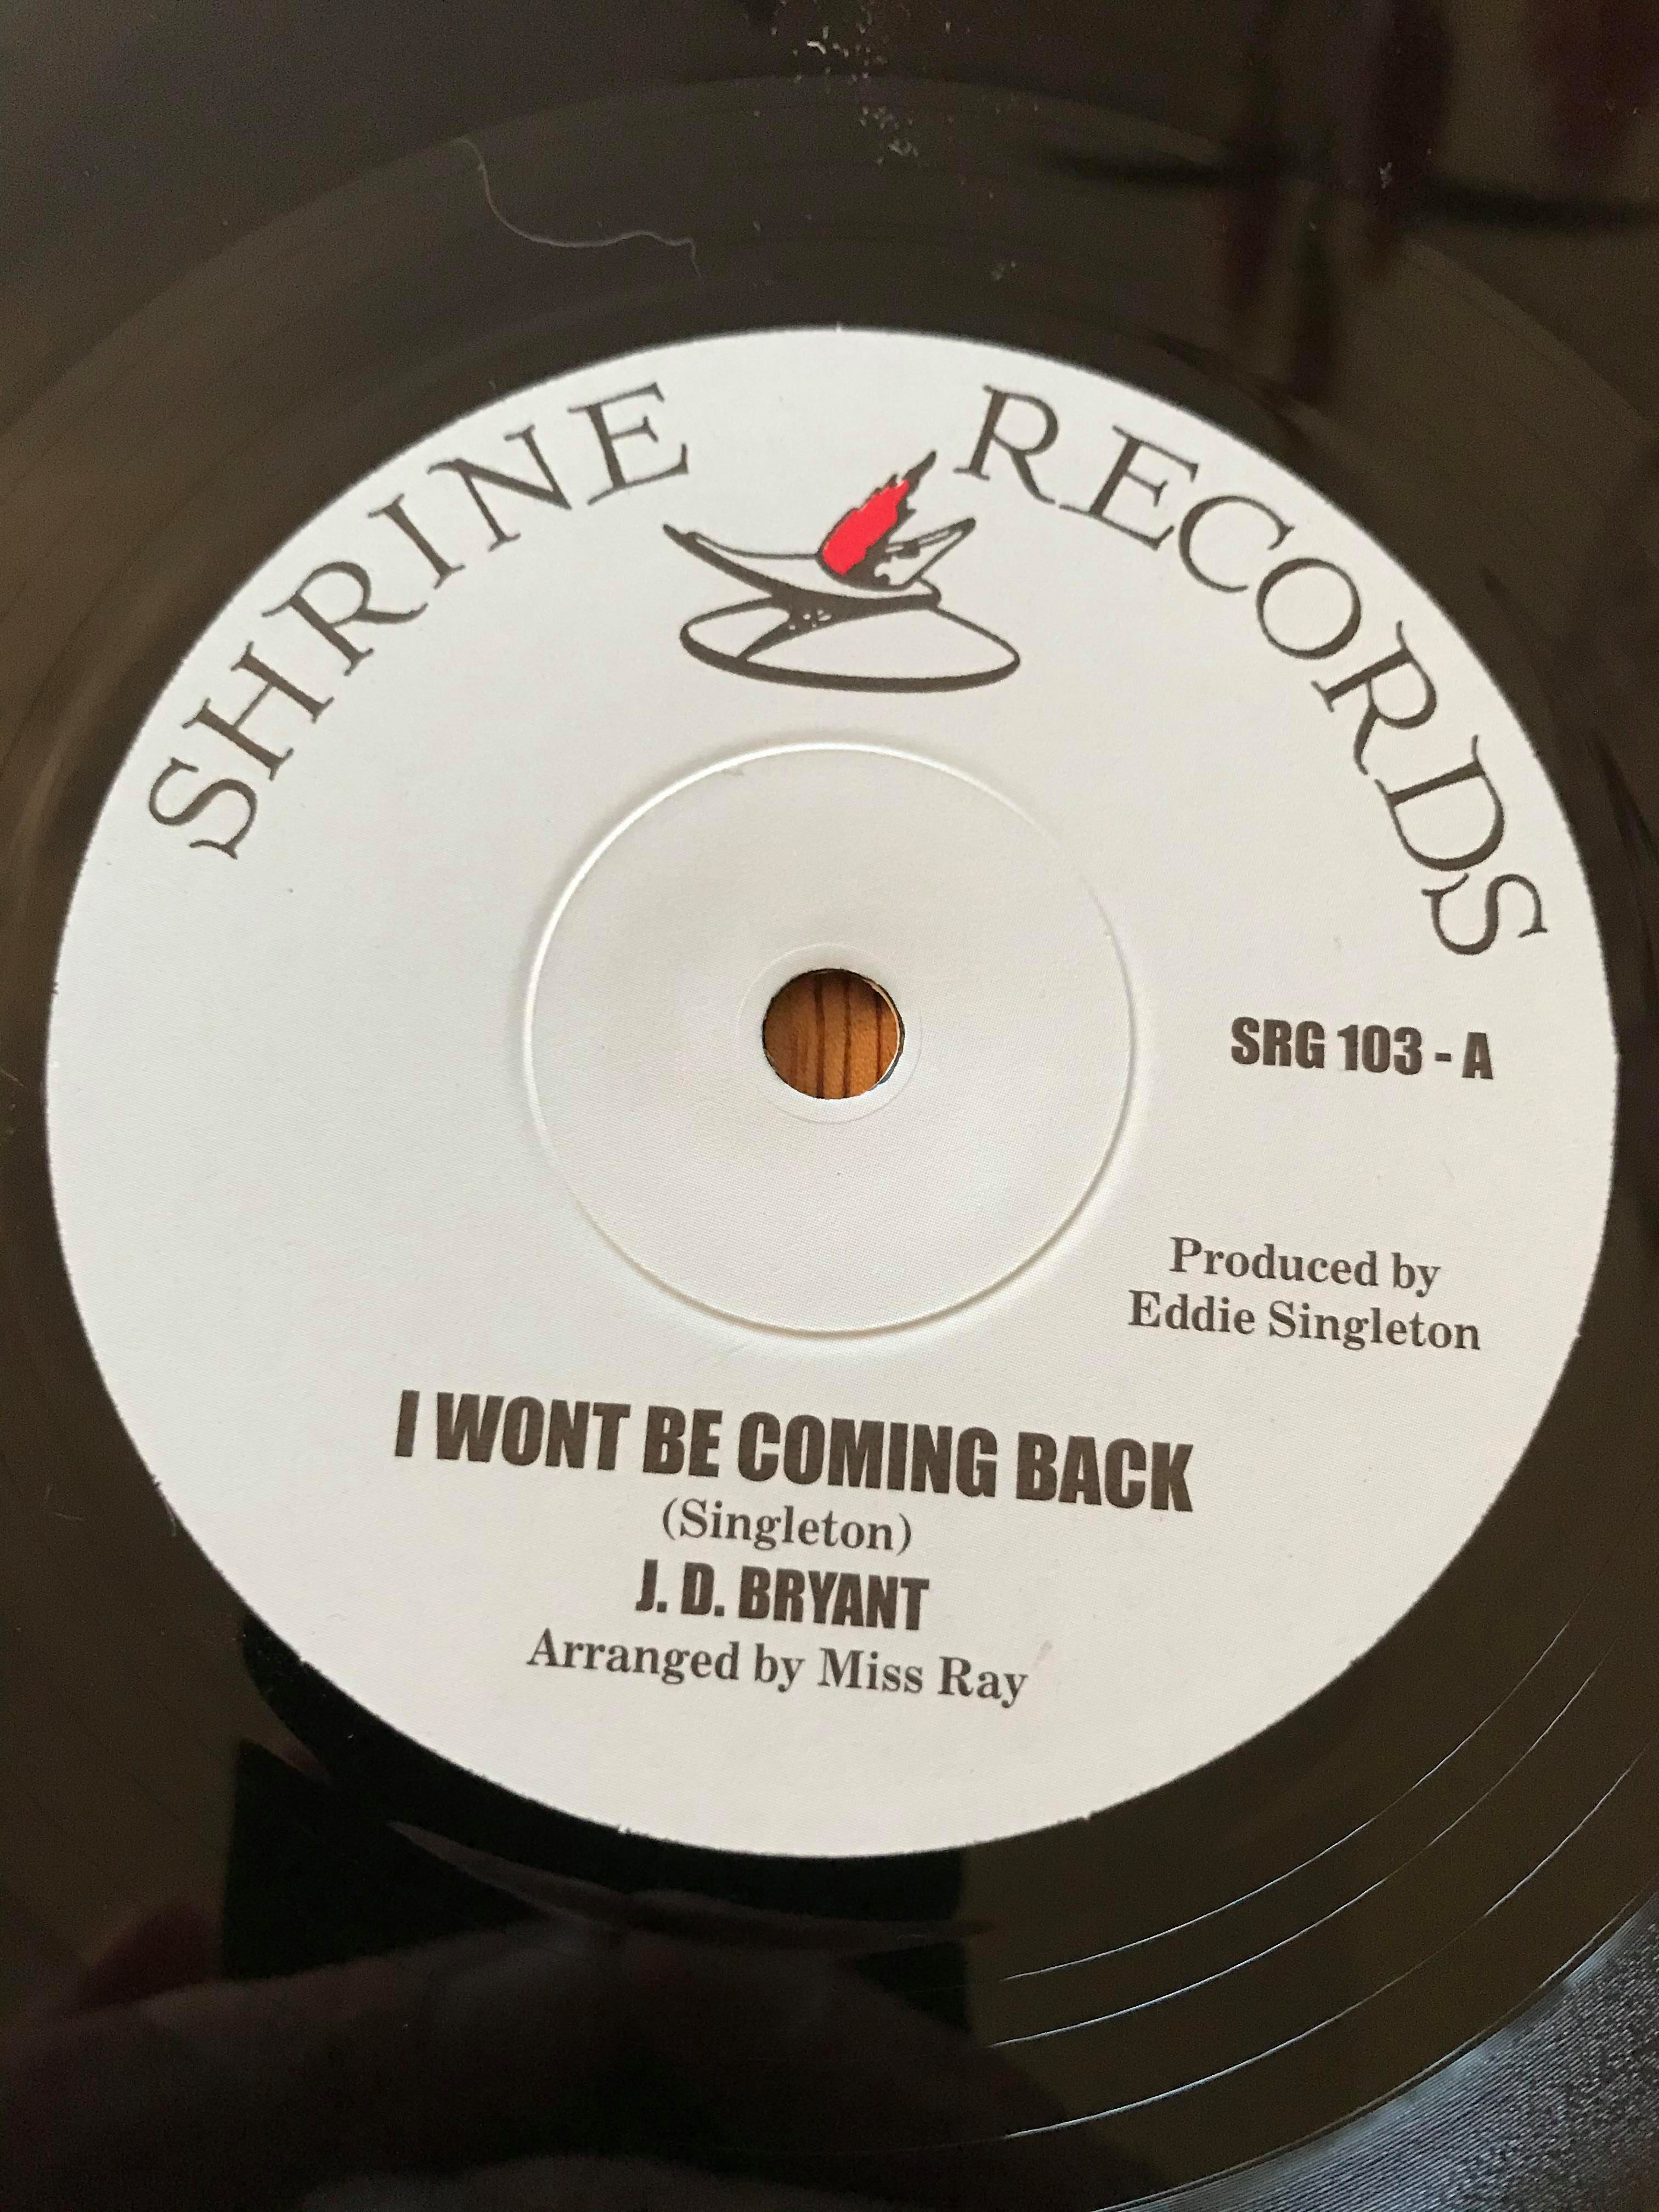 SHRINE RECORDS
SRG 103 - A
Produced by
Eddie Singleton
I WONT BE COMING BACK
(Singleton)
J. D. BRYANT
Arranged by Miss Ray